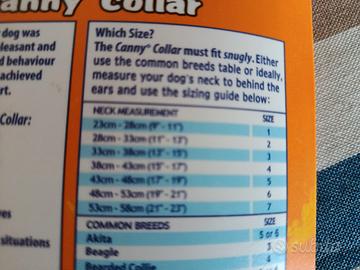 Canny Collar
dog was
pleasant and
d behaviour
achieved
rt.
Collar:
ves
situations
Which Size?
The Canny® Collar must fit snugly. Either
use the common breeds table or ideally,
measure your dog's neck to behind the
ears and use the sizing guide below:
NECK MEASUREMENT SIZE
23cm - 28cm (9" - 11") 1
28cm - 33cm (11" - 13") 2
33cm - 38cm (13" - 15") 3
38cm - 43cm (15" - 17") 4
43cm - 48cm (17" - 19") 5
48cm - 53cm (19" - 21") 6
53cm - 58cm (21" - 23") 7
COMMON BREEDS SIZE
Akita 5 or 6
Beagle 3
Bearded Collie
subito